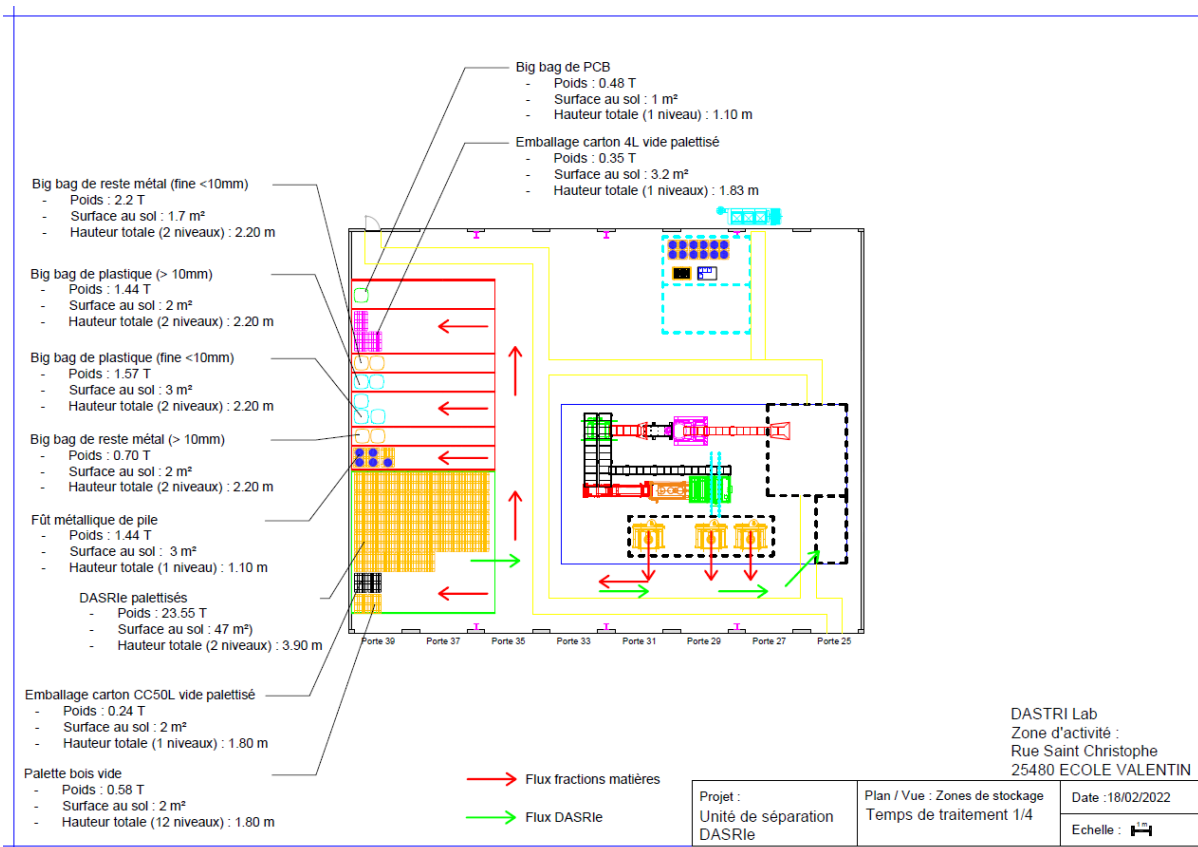 Big bag de PCB
- Poids : 0.48 T
- Surface au sol : 1 m²
- Hauteur totale (1 niveau) : 1.10 m
Emballage carton 4L vide palettisé
- Poids : 0.35 T
- Surface au sol : 3.2 m²
- Hauteur totale (1 niveaux) : 1.83 m
Big bag de reste métal (fine <10mm)
- Poids : 2.2 T
- Surface au sol : 1.7 m²
- Hauteur totale (2 niveaux) : 2.20 m
Big bag de plastique (> 10mm)
- Poids : 1.44 T
- Surface au sol : 2 m²
- Hauteur totale (2 niveaux) : 2.20 m
Big bag de plastique (fine <10mm)
- Poids : 1.57 T
- Surface au sol : 3 m²
- Hauteur totale (2 niveaux) : 2.20 m
Big bag de reste métal (> 10mm)
- Poids : 0.70 T
- Surface au sol : 2 m²
- Hauteur totale (2 niveaux) : 2.20 m
Fût métallique de pile
- Poids : 1.44 T
- Surface au sol : 3 m²
- Hauteur totale (1 niveau) : 1.10 m
DASRIe palettisés
- Poids : 23.55 T
- Surface au sol : 47 m²)
- Hauteur totale (2 niveaux) : 3.90 m
Emballage carton CC50L vide palettisé
- Poids : 0.24 T
- Surface au sol : 2 m²
- Hauteur totale (1 niveaux) : 1.80 m
Palette bois vide
- Poids : 0.58 T
- Surface au sol : 2 m²
- Hauteur totale (12 niveaux) : 1.80 m
Porte 39 Porte 37 Porte 35 Porte 33 Porte 31 Porte 29 Porte 27 Porte 25
Flux fractions matières
Flux DASRIe
DASTRI Lab
Zone d'activité :
Rue Saint Christophe
25480 ECOLE VALENTIN
Projet :
Unité de séparation
DASRIe
Plan / Vue : Zones de stockage
Temps de traitement 1/4
Date :18/02/2022
Echelle : 1m